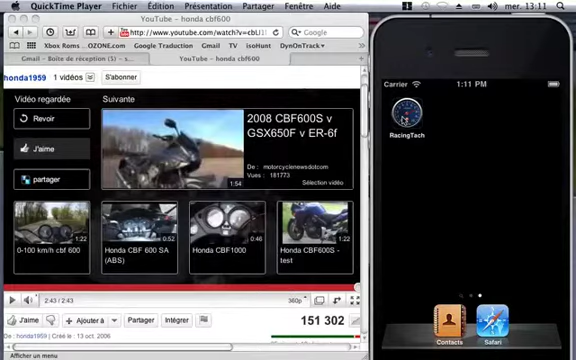 QuickTime Player Fichier Édition Présentation Fenêtre Aide
mer. 13:11
YouTube - honda cbf600
http://www.youtube.com/watch?v=cbLI
Google
Xbox Roms OZONE.com Gmail TV isoHunt DynOnTrack
Gmail - Boîte de réception (5) - s
YouTube - honda cbf600
honda1959 1 vidéos S'abonner
Vidéo regardée
Revoir
J'aime
partager
Suivante
2008 CBF600S v
GSX650F v ER-6f
De : motorcyclenewsdotcom
Vues : 181773
Sélection vidéo
1:54
1:22
0-100 km/h cbf 600
0:52
Honda CBF 600 SA
(ABS)
0:46
Honda CBF1000
1:22
Honda CBF600S -
test
2:43 / 2:43
360p
J'aime
Ajouter à
Partager
Intégrer
151 302
De : honda1959 | Créé le : 13 oct. 2006
Afficher un menu
Carrier
1:11 PM
RacingTach
Contacts
Safari